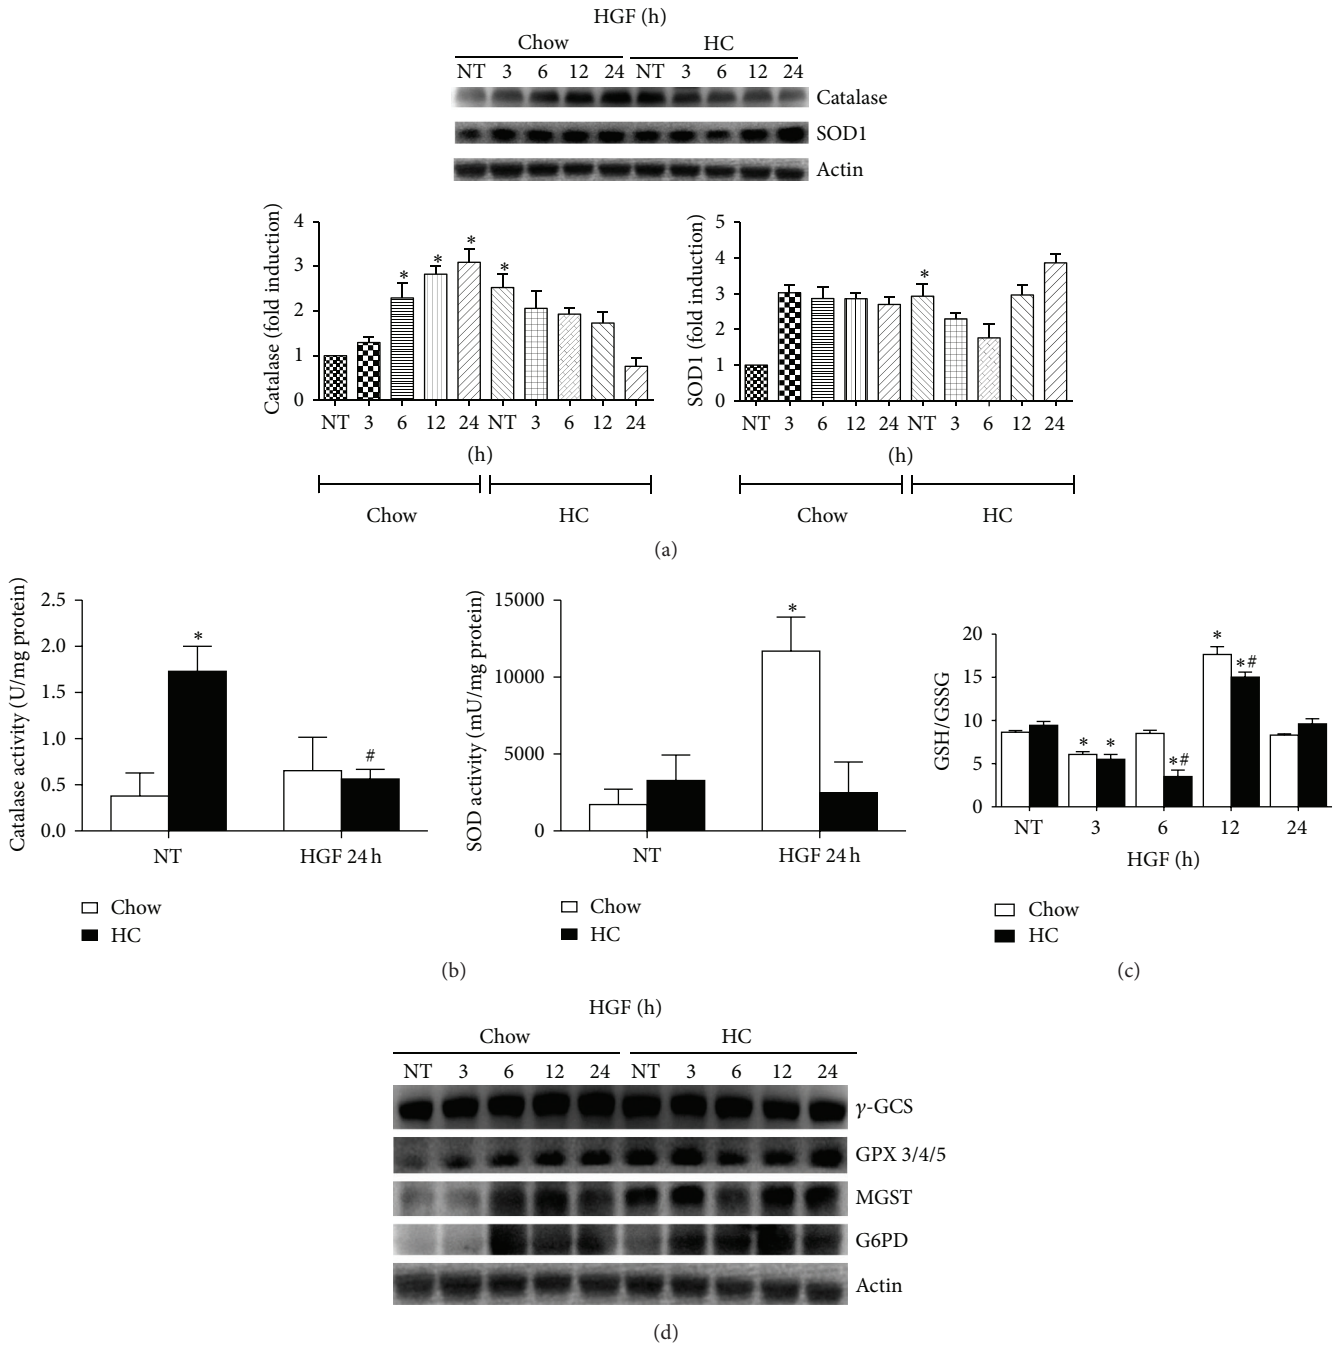 HGF (h)
Chow HC
NT 3 6 12 24 NT 3 6 12 24
Catalase
SOD1
Actin
Catalase (fold induction)
4
3
2
1
0
* * * *
NT 3 6 12 24 NT 3 6 12 24
(h)
Chow HC
SOD1 (fold induction)
5
4
3
2
1
0
*
NT 3 6 12 24 NT 3 6 12 24
(h)
Chow HC
(a)
Catalase activity (U/mg protein)
2.5
2.0
1.5
1.0
0.5
0.0
*
#
NT HGF 24 h
Chow
HC
SOD activity (mU/mg protein)
15000
10000
5000
0
*
NT HGF 24 h
Chow
HC
(b)
GSH/GSSG
20
15
10
5
0
* * *# * *#
NT 3 6 12 24
HGF (h)
Chow
HC
(c)
HGF (h)
Chow HC
NT 3 6 12 24 NT 3 6 12 24
γ-GCS
GPX 3/4/5
MGST
G6PD
Actin
(d)